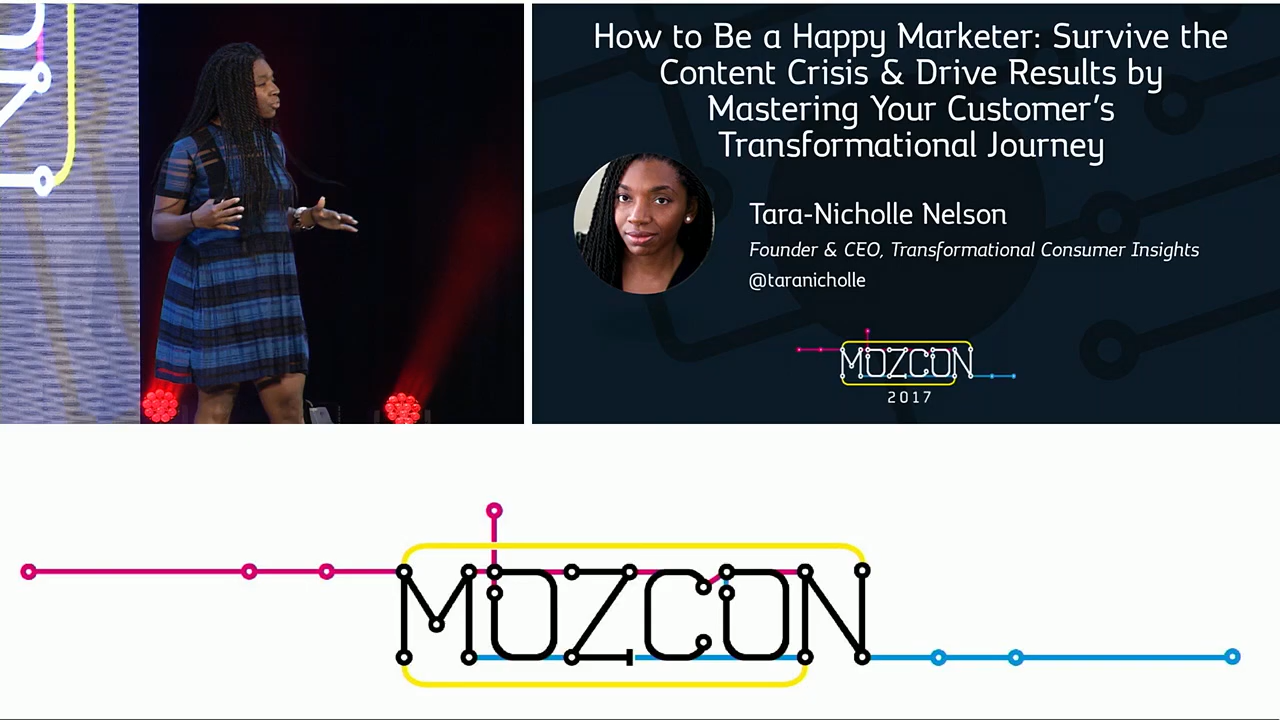 How to Be a Happy Marketer: Survive the
Content Crisis & Drive Results by
Mastering Your Customer's
Transformational Journey
Tara-Nicholle Nelson
Founder & CEO, Transformational Consumer Insights
@taranicholle
MOZCON
2017
MOZCON